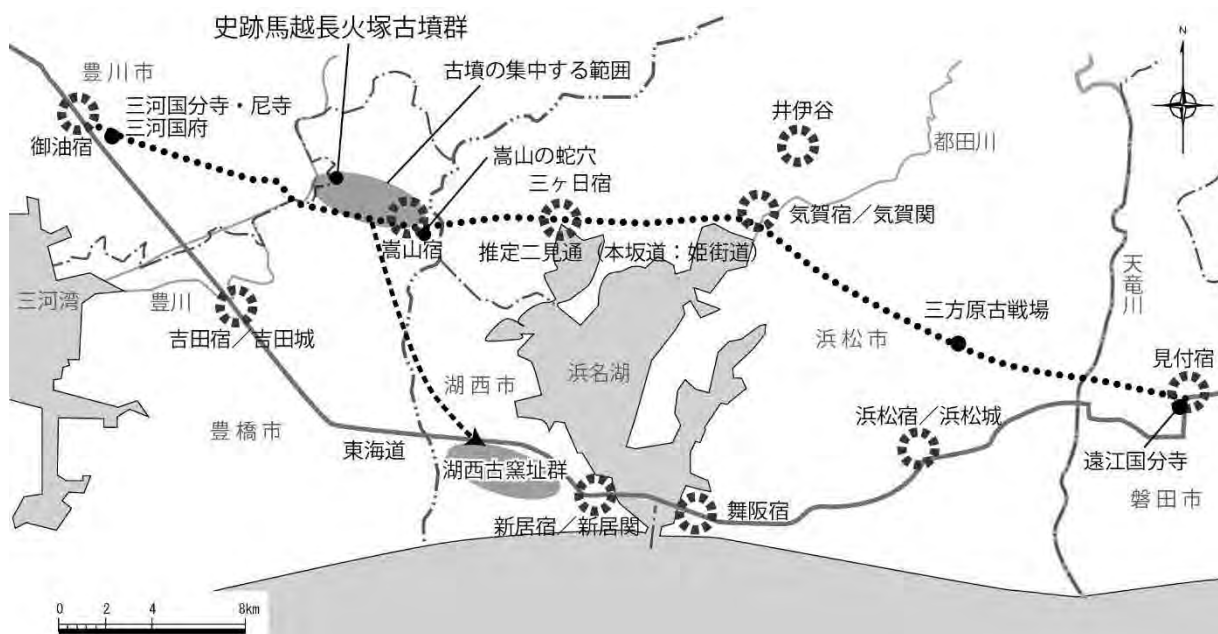 史跡馬越長火塚古墳群
N
豊川市
古墳の集中する範囲
三河国分寺・尼寺
三河国府
井伊谷
御油宿
嵩山の蛇穴
都田川
三ヶ日宿
気賀宿／気賀関
嵩山宿
推定二見通（本坂道：姫街道）
天竜川
三河湾
豊川
三方原古戦場
吉田宿／吉田城
浜松市
見付宿
湖西市
浜名湖
浜松宿／浜松城
豊橋市
東海道
遠江国分寺
湖西古窯址群
磐田市
新居宿／新居関
舞阪宿
0 2 4 8km